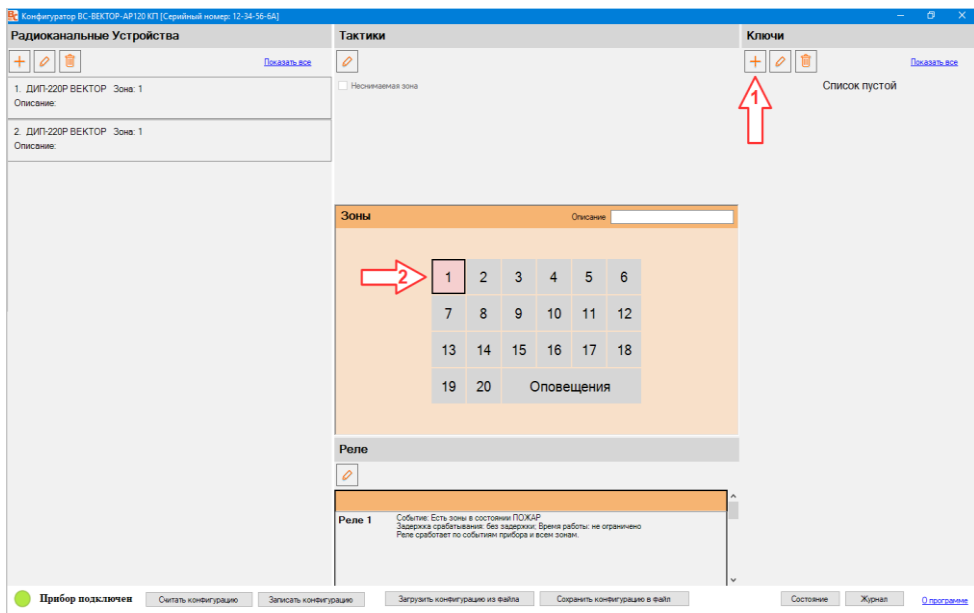 Конфигуратор ВС-ВЕКТОР-АР120 КП [Серийный номер: 12-34-56-6A]
Радиоканальные Устройства
Показать все
1. ДИП-220Р ВЕКТОР Зона: 1
Описание:
2. ДИП-220Р ВЕКТОР Зона: 1
Описание:
Тактики
Неснимаемая зона
Ключи
Показать все
Список пустой
1
Зоны Описание
2
1 2 3 4 5 6
7 8 9 10 11 12
13 14 15 16 17 18
19 20 Оповещения
Реле
Реле 1 Событие: Есть зоны в состоянии ПОЖАР
Задержка срабатывания: без задержки; Время работы: не ограничено
Реле сработает по событиям прибора и всем зонам.
Прибор подключен Считать конфигурацию Записать конфигурацию Загрузить конфигурацию из файла Сохранить конфигурацию в файл Состояние Журнал О программе